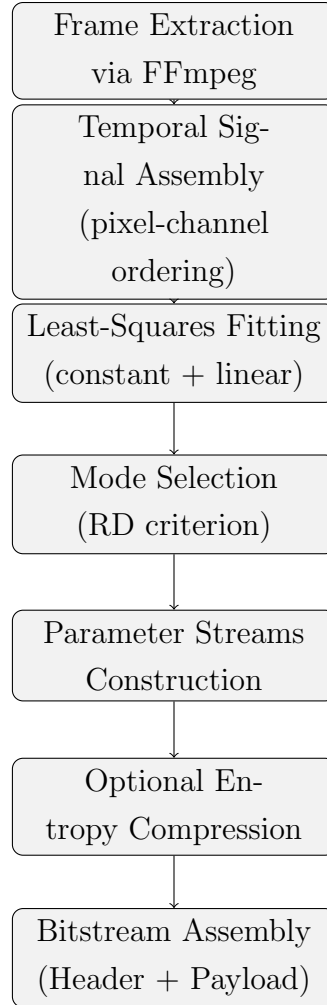 Frame Extraction
via FFmpeg
Temporal Sig-
nal Assembly
(pixel-channel
ordering)
Least-Squares Fitting
(constant + linear)
Mode Selection
(RD criterion)
Parameter Streams
Construction
Optional En-
tropy Compression
Bitstream Assembly
(Header + Payload)